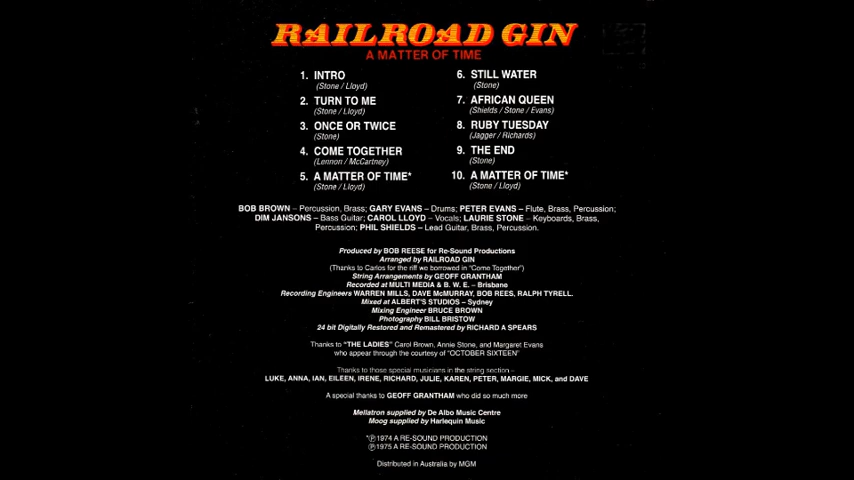 RAILROAD GIN
A MATTER OF TIME
1. INTRO
(Stone / Lloyd)
2. TURN TO ME
(Stone / Lloyd)
3. ONCE OR TWICE
(Stone)
4. COME TOGETHER
(Lennon / McCartney)
5. A MATTER OF TIME*
(Stone / Lloyd)
6. STILL WATER
(Stone)
7. AFRICAN QUEEN
(Shields / Stone / Evans)
8. RUBY TUESDAY
(Jagger / Richards)
9. THE END
(Stone)
10. A MATTER OF TIME*
(Stone / Lloyd)
BOB BROWN – Percussion, Brass; GARY EVANS – Drums; PETER EVANS – Flute, Brass, Percussion;
DIM JANSONS – Bass Guitar; CAROL LLOYD – Vocals; LAURIE STONE – Keyboards, Brass,
Percussion; PHIL SHIELDS – Lead Guitar, Brass, Percussion.
Produced by BOB REESE for Re-Sound Productions
Arranged by RAILROAD GIN
(Thanks to Carlos for the riff we borrowed in "Come Together")
String Arrangements by GEOFF GRANTHAM
Recorded at MULTI MEDIA & B. W. E. – Brisbane
Recording Engineers WARREN MILLS, DAVE McMURRAY, BOB REES, RALPH TYRELL.
Mixed at ALBERT'S STUDIOS – Sydney
Mixing Engineer BRUCE BROWN
Photography BILL BRISTOW
24 bit Digitally Restored and Remastered by RICHARD A SPEARS
Thanks to "THE LADIES" Carol Brown, Annie Stone, and Margaret Evans
who appear through the courtesy of "OCTOBER SIXTEEN"
Thanks to those special musicians in the string section –
LUKE, ANNA, IAN, EILEEN, IRENE, RICHARD, JULIE, KAREN, PETER, MARGIE, MICK, and DAVE
A special thanks to GEOFF GRANTHAM who did so much more
Mellatron supplied by De Albo Music Centre
Moog supplied by Harlequin Music
*℗ 1974 A RE-SOUND PRODUCTION
℗ 1975 A RE-SOUND PRODUCTION
Distributed in Australia by MGM